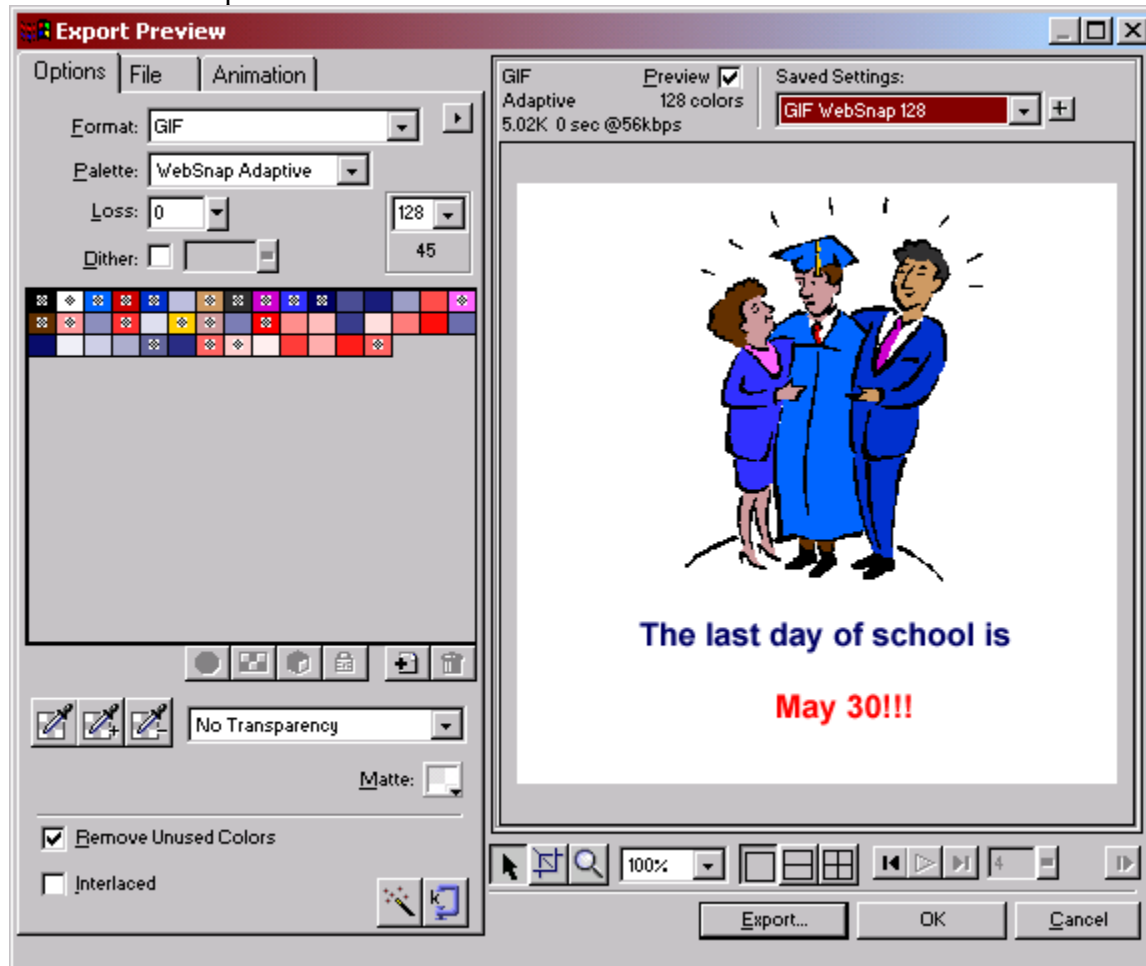 Export Preview
Options File Animation
Format: GIF
Palette: WebSnap Adaptive
Loss: 0
128
Dither:
45
No Transparency
Matte:
Remove Unused Colors
Interlaced
GIF Preview
Adaptive 128 colors
5.02K 0 sec @56kbps
Saved Settings:
GIF WebSnap 128
The last day of school is
May 30!!!
100%
4
Export... OK Cancel